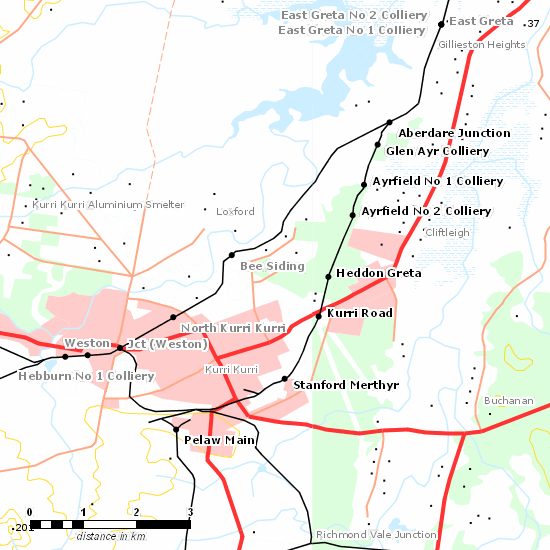 East Greta No 2 Colliery
East Greta
.37
East Greta No 1 Colliery
Gillieston Heights
Aberdare Junction
Glen Ayr Colliery
Ayrfield No 1 Colliery
Kurri Kurri Aluminium Smelter
Loxford
Ayrfield No 2 Colliery
Cliftleigh
Bee Siding
Heddon Greta
Kurri Road
North Kurri Kurri
Weston
Jct (Weston)
Kurri Kurri
Hebburn No 1 Colliery
Stanford Merthyr
Buchanan
Pelaw Main
0 1 2 3
.201
distance in km
Richmond Vale Junction